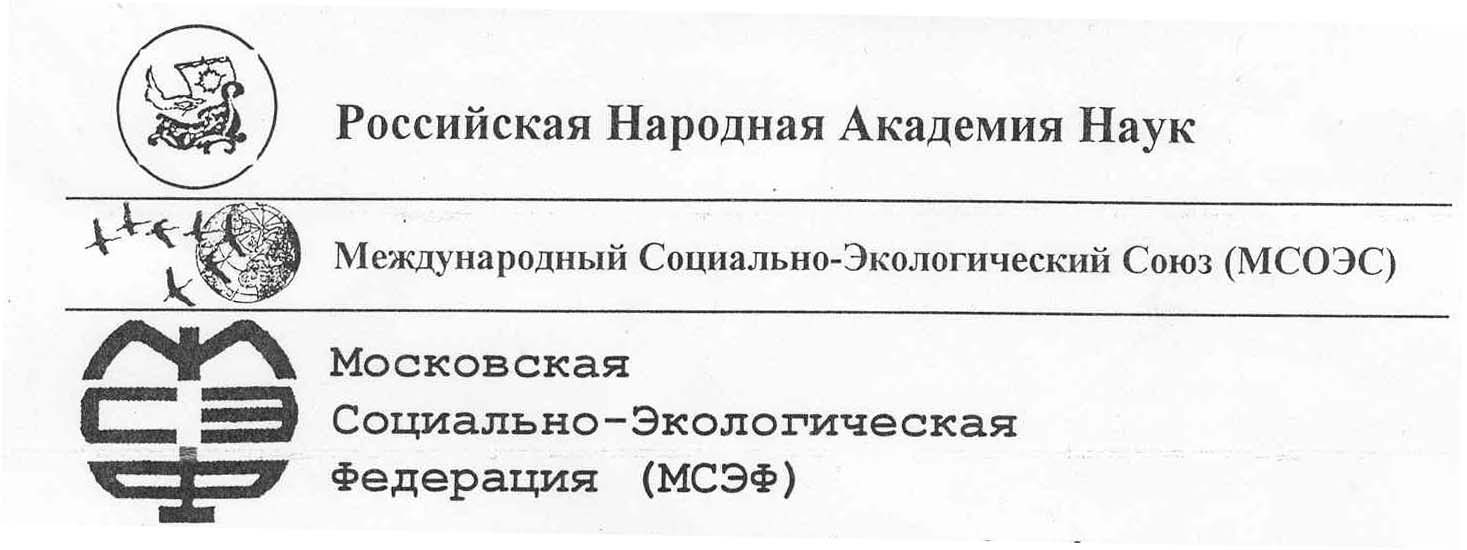 Российская Народная Академия Наук
Международный Социально-Экологический Союз (МСОЭС)
Московская
Социально-Экологическая
Федерация (МСЭФ)